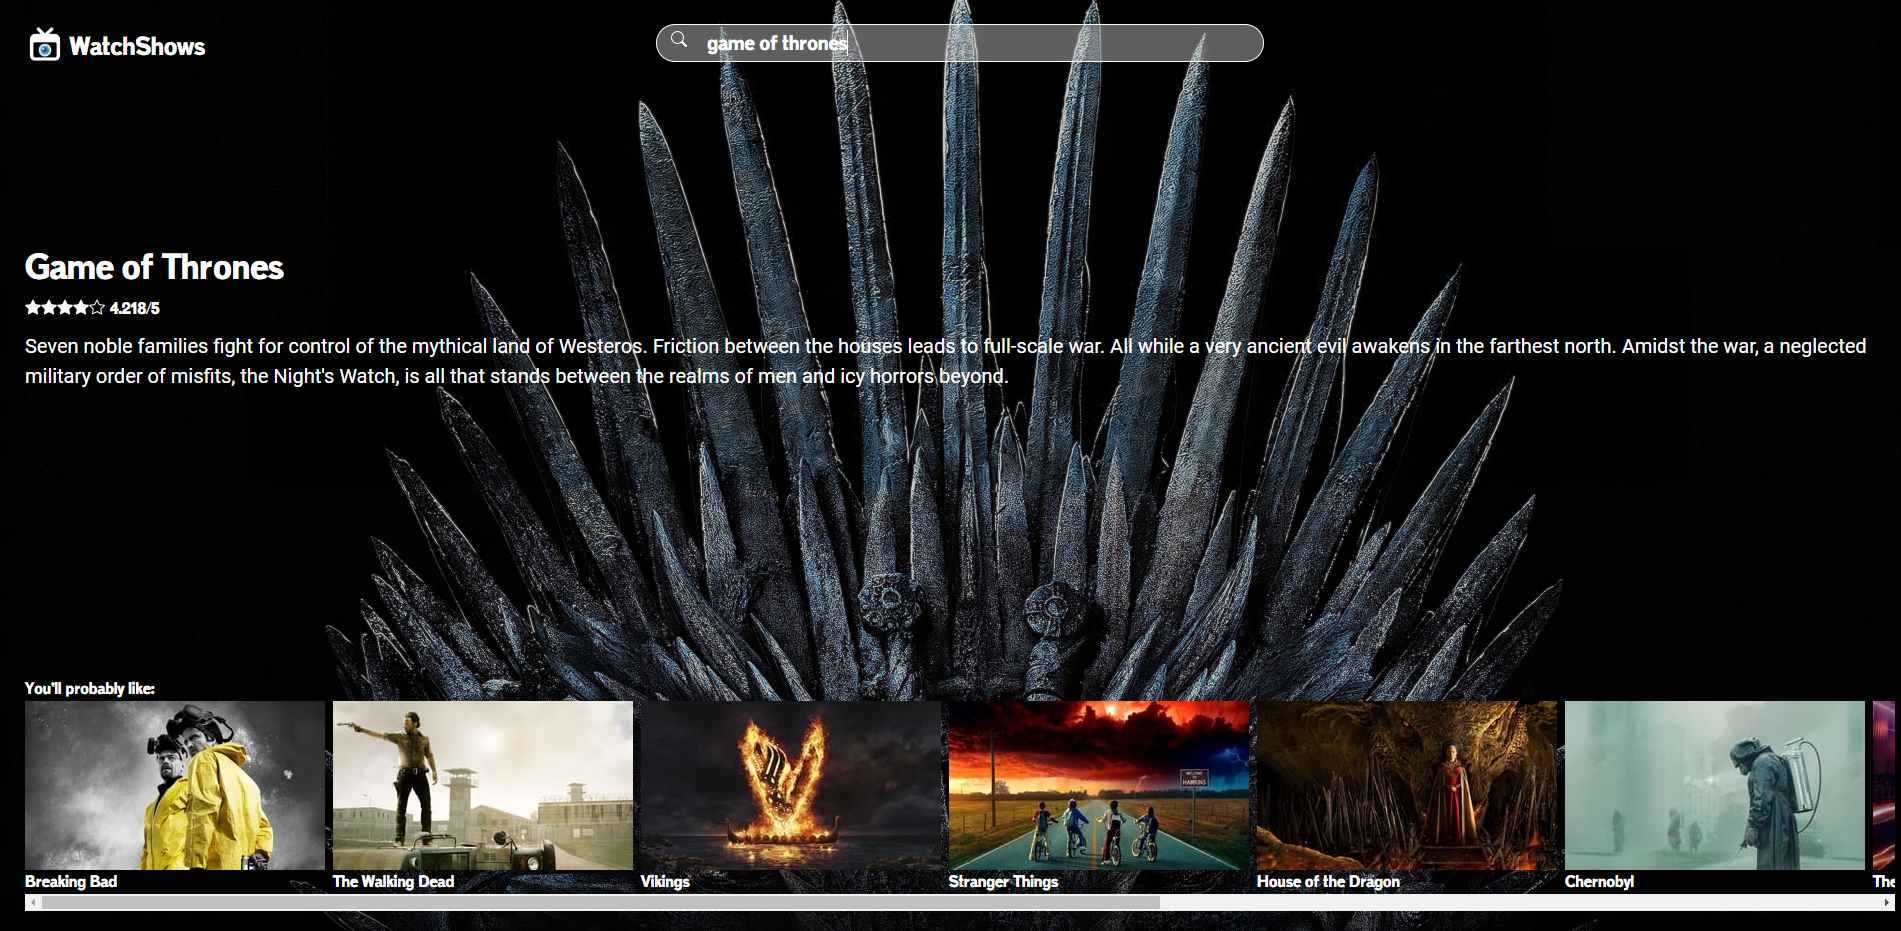 WatchShows
game of thrones
Game of Thrones
4.218/5
Seven noble families fight for control of the mythical land of Westeros. Friction between the houses leads to full-scale war. All while a very ancient evil awakens in the farthest north. Amidst the war, a neglected
military order of misfits, the Night's Watch, is all that stands between the realms of men and icy horrors beyond.
You'll probably like:
WELCOME TO
HAWKINS
Breaking Bad
The Walking Dead
Vikings
Stranger Things
House of the Dragon
Chernobyl
The